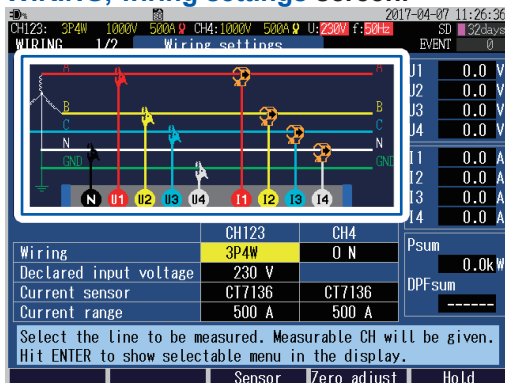 WIRING, wiring settings screen.
2017-04-07 11:26:36
CH123: 3P4W 1000V 500A CH4:1000V 500A U:230V f:50Hz SD 32days
WIRING 1/2 Wiring settings EVENT 0
A A
B B
C C
N N
GND GND
N U1 U2 U3 U4 I1 I2 I3 I4
U1 0.0 V
U2 0.0 V
U3 0.0 V
U4 0.0 V
I1 0.0 A
I2 0.0 A
I3 0.0 A
I4 0.0 A
Psum
0.0kW
DPFsum
------
CH123 CH4
Wiring 3P4W ON
Declared input voltage 230 V
Current sensor CT7136 CT7136
Current range 500 A 500 A
Select the line to be measured. Measurable CH will be given.
Hit ENTER to show selectable menu in the display.
Sensor Zero adjust Hold